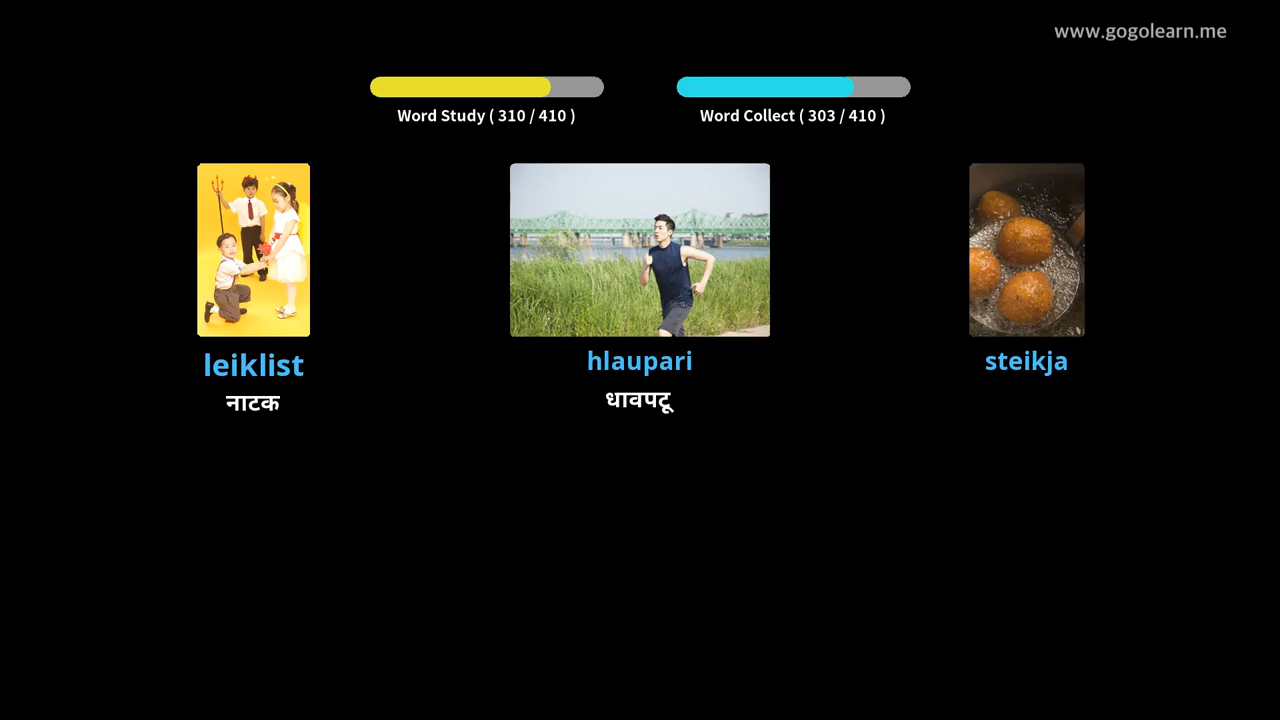 www.gogolearn.me
Word Study ( 310 / 410 )
Word Collect ( 303 / 410 )
leiklist
hlaupari
steikja
नाटक
धावपटू